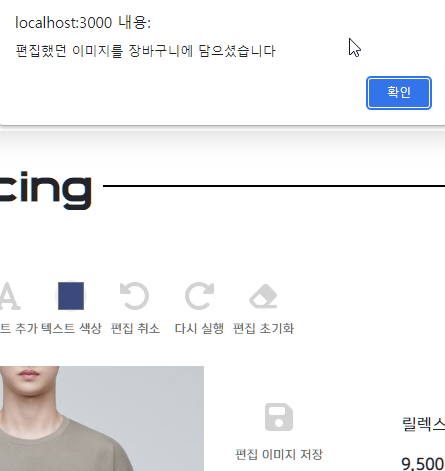 localhost:3000 내용:
편집했던 이미지를 장바구니에 담으셨습니다
확인
cing
트 추가 텍스트 색상 편집 취소 다시 실행 편집 초기화
편집 이미지 저장
릴렉스
9,500